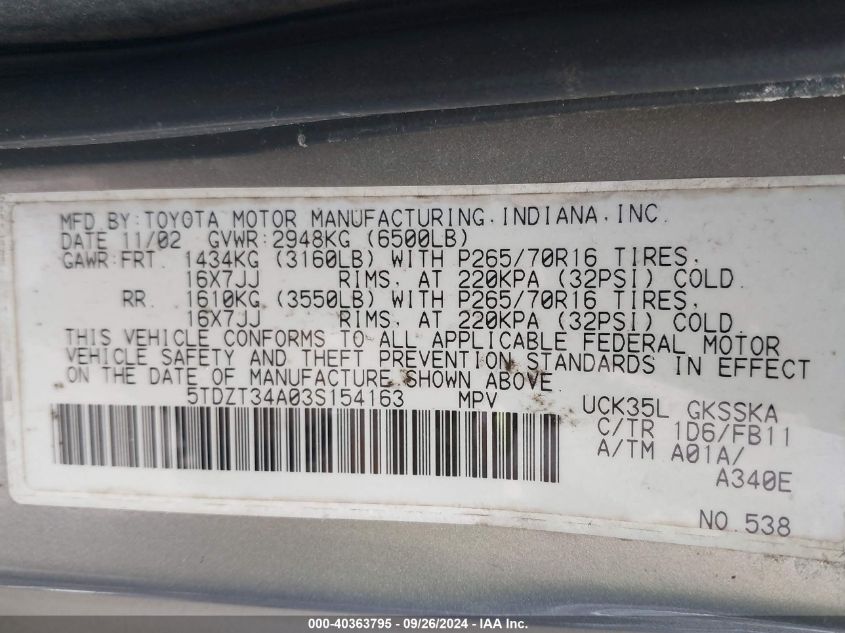 MFD BY:TOYOTA MOTOR MANUFACTURING.INDIANA.INC.
DATE 11/02 GVWR:2948KG (6500LB)
GAWR:FRT. 1434KG (3160LB) WITH P265/70R16 TIRES.
16X7JJ RIMS. AT 220KPA (32PSI) COLD.
RR. 1610KG (3550LB) WITH P265/70R16 TIRES.
16X7JJ RIMS. AT 220KPA (32PSI) COLD.
THIS VEHICLE CONFORMS TO ALL APPLICABLE FEDERAL MOTOR
VEHICLE SAFETY AND THEFT PREVENTION STANDARDS IN EFFECT
ON THE DATE OF MANUFACTURE SHOWN ABOVE.
5TDZT34A03S154163 MPV
UCK35L GKSSKA
C/TR 1D6/FB11
A/TM A01A/
A340E
NO.538
000-40363795 - 09/26/2024 - IAA Inc.